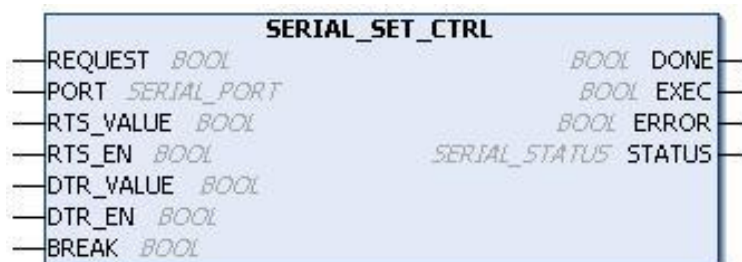 SERIAL_SET_CTRL
REQUEST BOOL BOOL DONE
PORT SERIAL_PORT BOOL EXEC
RTS_VALUE BOOL BOOL ERROR
RTS_EN BOOL SERIAL_STATUS STATUS
DTR_VALUE BOOL
DTR_EN BOOL
BREAK BOOL